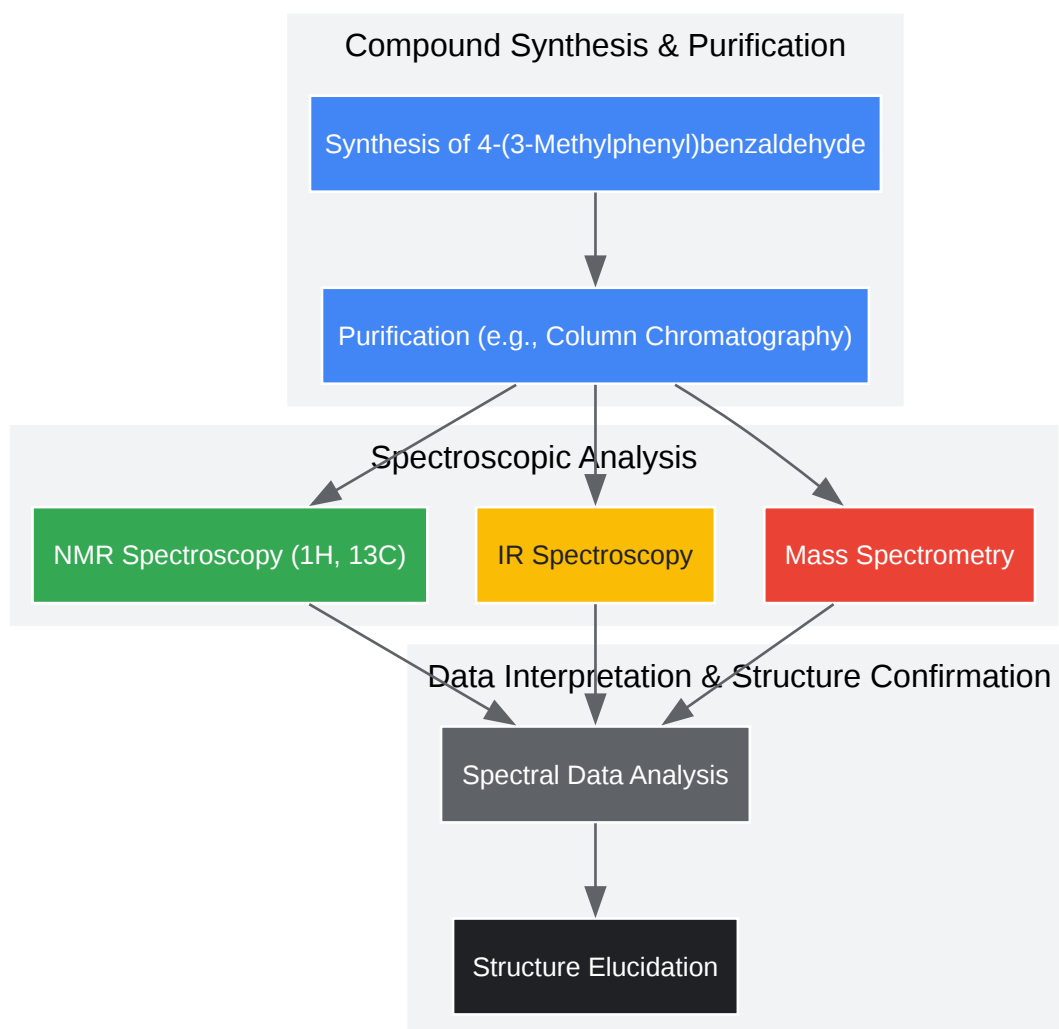 Compound Synthesis & Purification
Synthesis of 4-(3-Methylphenyl)benzaldehyde
Purification (e.g., Column Chromatography)
Spectroscopic Analysis
NMR Spectroscopy (1H, 13C)
IR Spectroscopy
Mass Spectrometry
Data Interpretation & Structure Confirmation
Spectral Data Analysis
Structure Elucidation